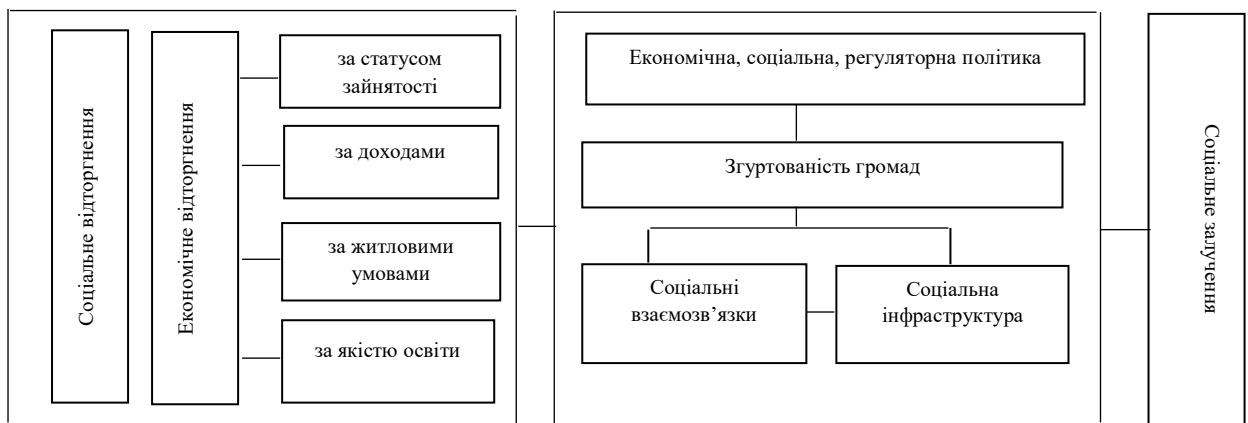 Соціальне відторгнення
Економічне відторгнення
за статусом
зайнятості
за доходами
за житловими
умовами
за якістю освіти
Економічна, соціальна, регуляторна політика
Згуртованість громад
Соціальні
взаємозв’язки
Соціальна
інфраструктура
Соціальне залучення